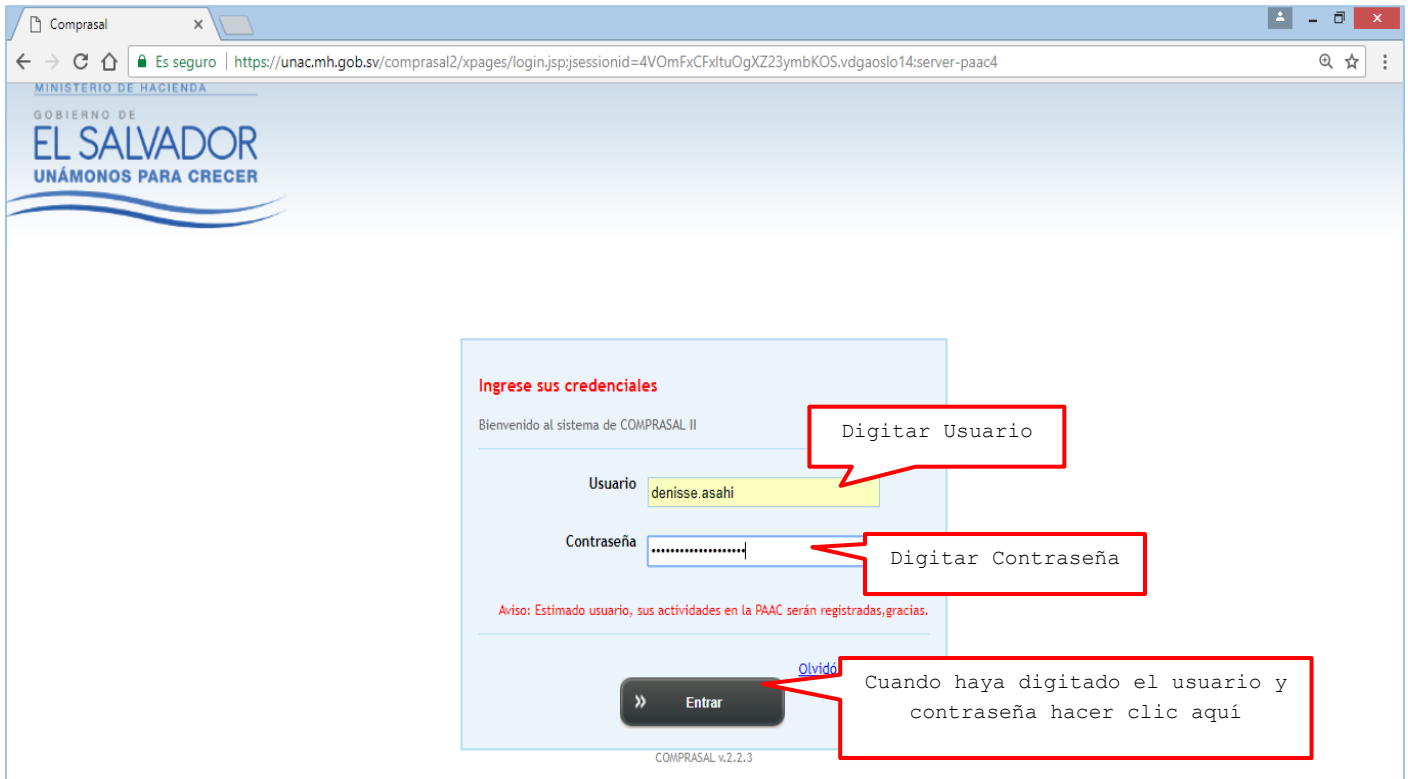 Comprasal
Es seguro | https://unac.mh.gob.sv/comprasal2/xpages/login.jsp;jsessionid=4VOmFxCFxltuOgXZ23ymbKOS.vdgaoslo14:server-paac4
MINISTERIO DE HACIENDA
GOBIERNO DE
EL SALVADOR
UNÁMONOS PARA CRECER
Ingrese sus credenciales
Bienvenido al sistema de COMPRASAL II
Digitar Usuario
Usuario denisse.asahi
Contraseña ••••••••••••••••••••
Digitar Contraseña
Aviso: Estimado usuario, sus actividades en la PAAC serán registradas,gracias.
Olvidó
Cuando haya digitado el usuario y
contraseña hacer clic aquí
Entrar
COMPRASAL v.2.2.3